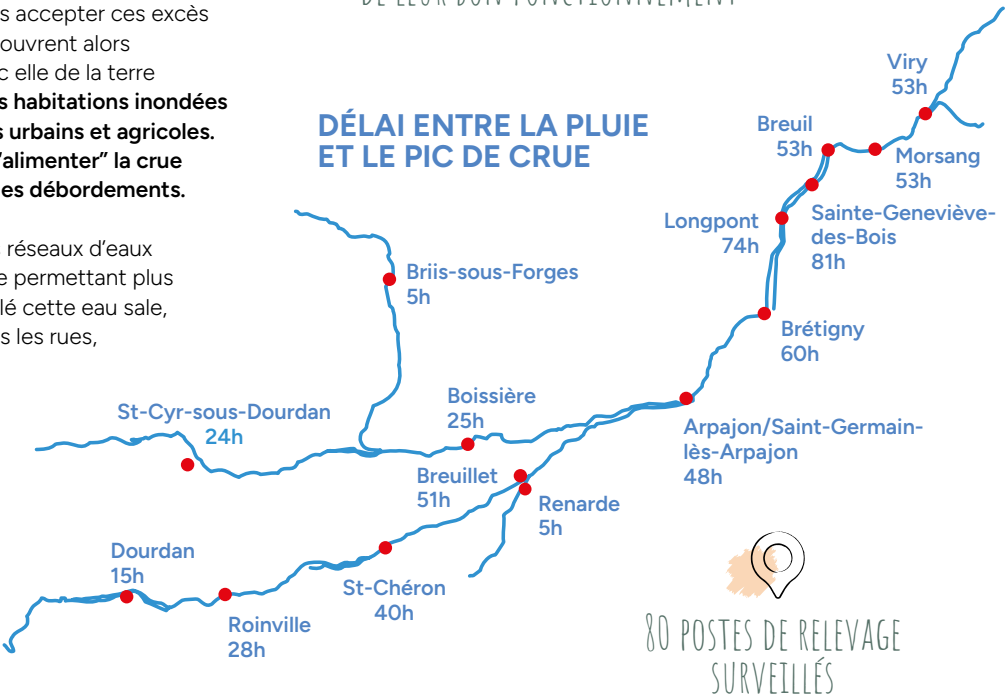 DE LEUR BON FONCTIONNEMENT
s accepter ces excès
ouvrent alors
c elle de la terre
s habitations inondées
s urbains et agricoles.
’alimenter” la crue
es débordements.
s réseaux d’eaux
e permettant plus
lé cette eau sale,
s les rues,
DÉLAI ENTRE LA PLUIE
ET LE PIC DE CRUE
Viry
53h
Breuil
53h
Morsang
53h
Longpont
74h
Sainte-Geneviève-
des-Bois
81h
Briis-sous-Forges
5h
Brétigny
60h
St-Cyr-sous-Dourdan
24h
Boissière
25h
Arpajon/Saint-Germain-
lès-Arpajon
48h
Breuillet
51h
Renarde
5h
Dourdan
15h
St-Chéron
40h
Roinville
28h
80 POSTES DE RELEVAGE
SURVEILLÉS